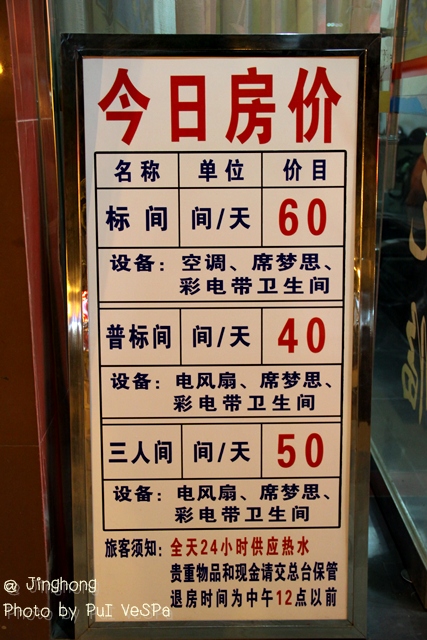 今日房价
名称 单位 价目
标间 间/天 60
设备：空调、席梦思、
彩电带卫生间
普标间 间/天 40
设备：电风扇、席梦思、
彩电带卫生间
三人间 间/天 50
设备：电风扇、席梦思、
彩电带卫生间
旅客须知：全天24小时供应热水
贵重物品和现金请交总台保管
退房时间为中午12点以前
@ Jinghong
Photo by PuI VeSPa